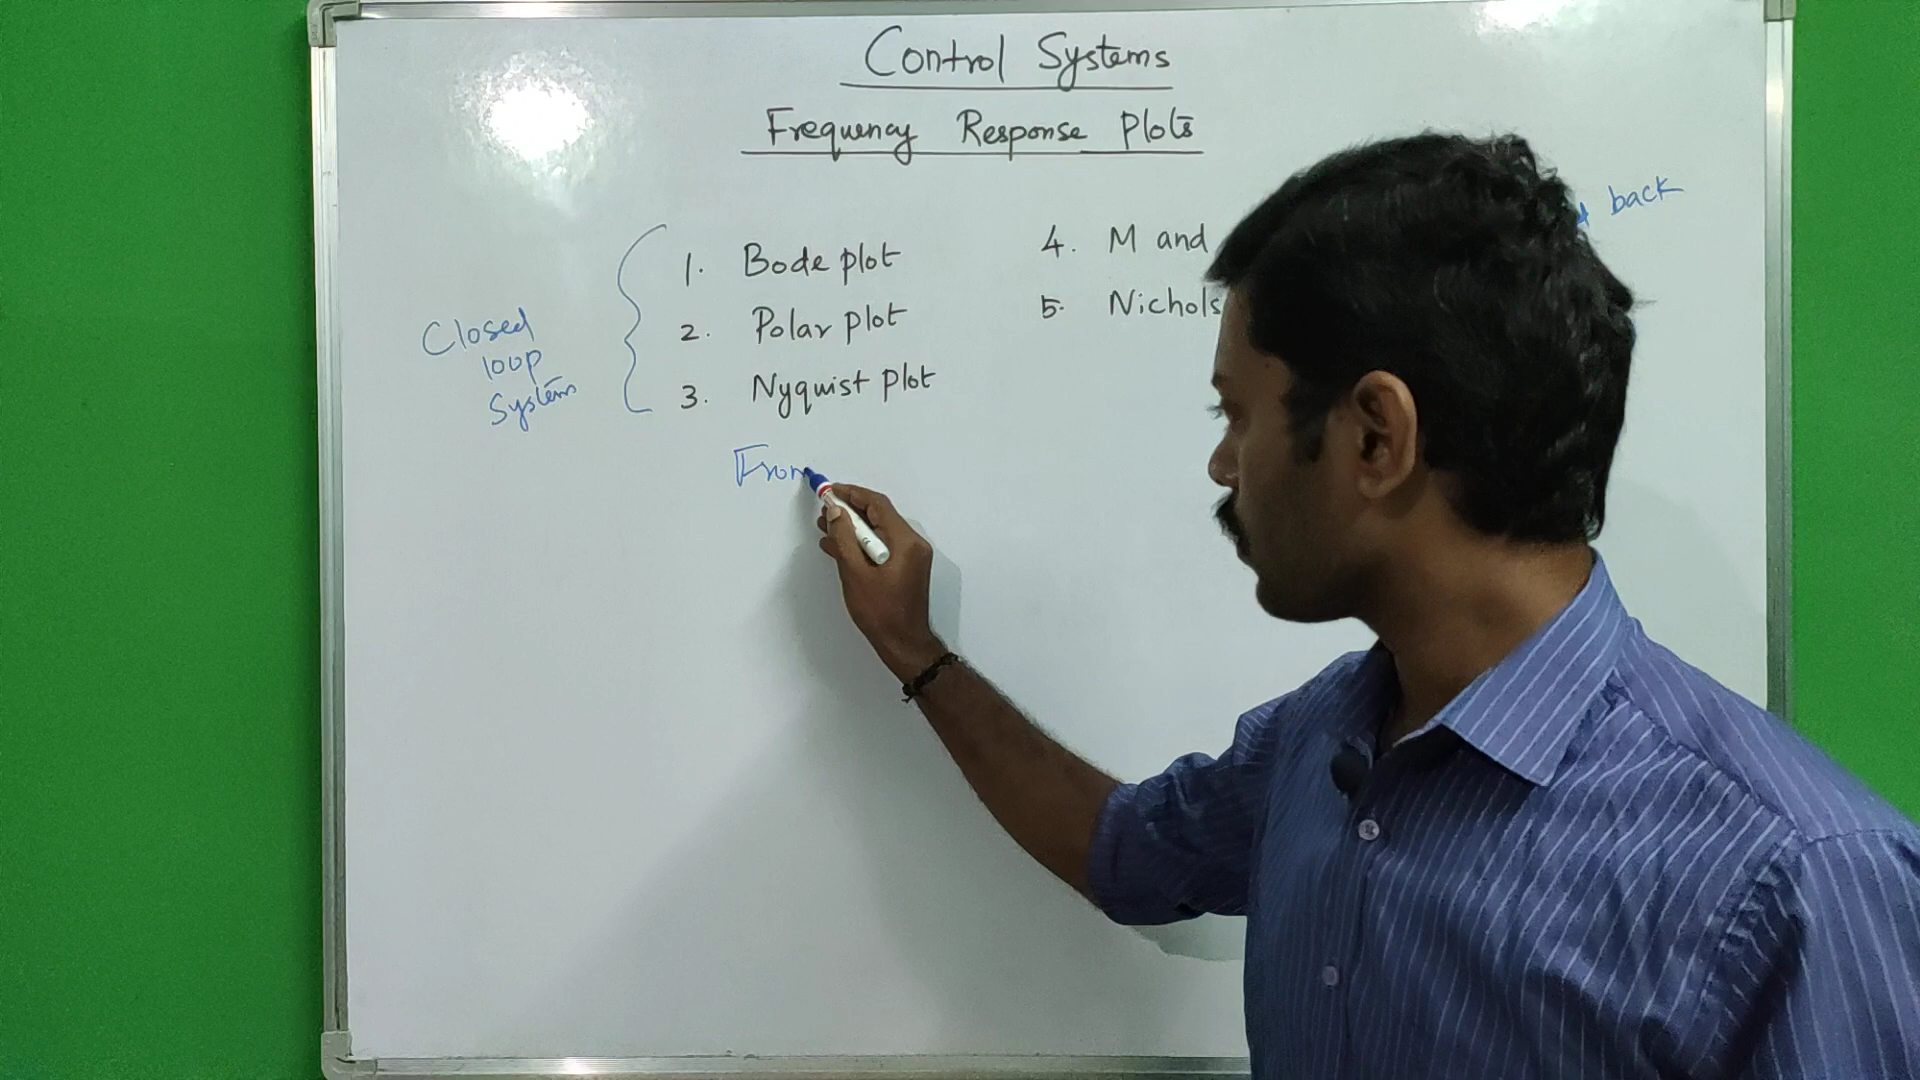 Control Systems
Frequency Response Plots
1. Bode plot
2. Polar plot
3. Nyquist plot
4. M and
5. Nichols
back
Closed
loop
Systems
From